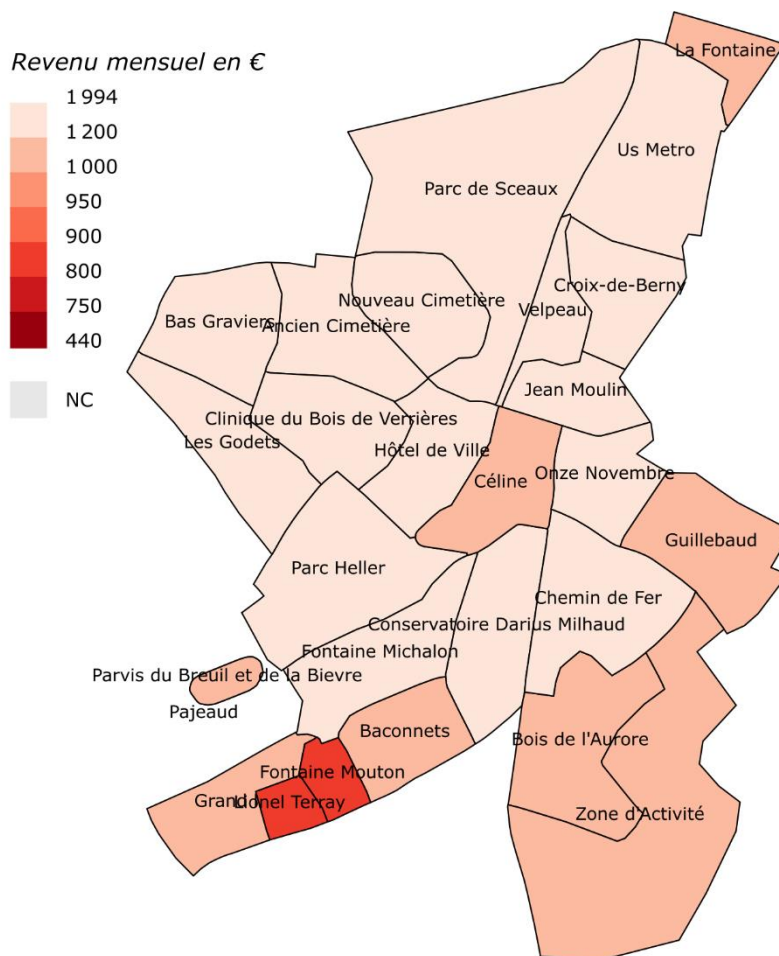 Revenu mensuel en €
1 994
1 200
1 000
950
900
800
750
440
NC
La Fontaine
Us Metro
Parc de Sceaux
Croix-de-Berny
Nouveau Cimetière
Velpeau
Bas Graviers
Ancien Cimetière
Jean Moulin
Clinique du Bois de Verrières
Les Godets
Hôtel de Ville
Onze Novembre
Céline
Guillebaud
Parc Heller
Chemin de Fer
Conservatoire Darius Milhaud
Fontaine Michalon
Parvis du Breuil et de la Bievre
Pajeaud
Baconnets
Bois de l'Aurore
Fontaine Mouton
Grand
Lionel Terray
Zone d'Activité